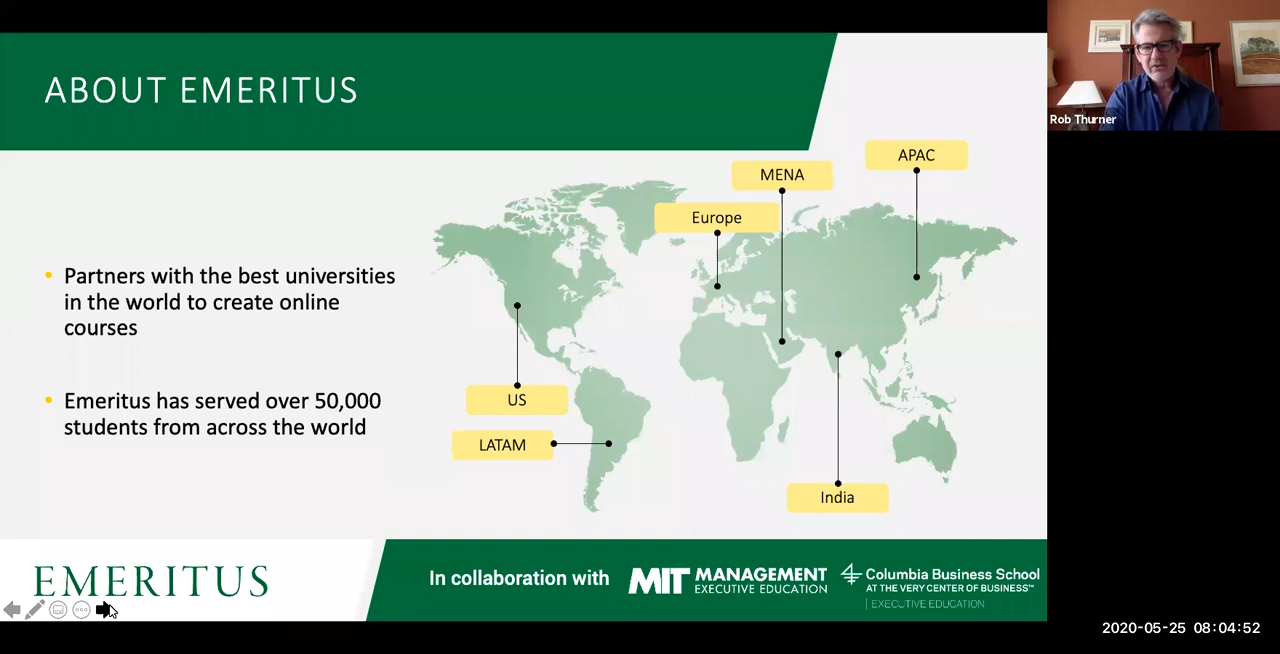 ABOUT EMERITUS
Rob Thurner
APAC
MENA
Europe
Partners with the best universities
in the world to create online
courses
Emeritus has served over 50,000
students from across the world
US
LATAM
India
EMERITUS
In collaboration with
MIT MANAGEMENT
EXECUTIVE EDUCATION
Columbia Business School
AT THE VERY CENTER OF BUSINESS™
EXECUTIVE EDUCATION
2020-05-25 08:04:52